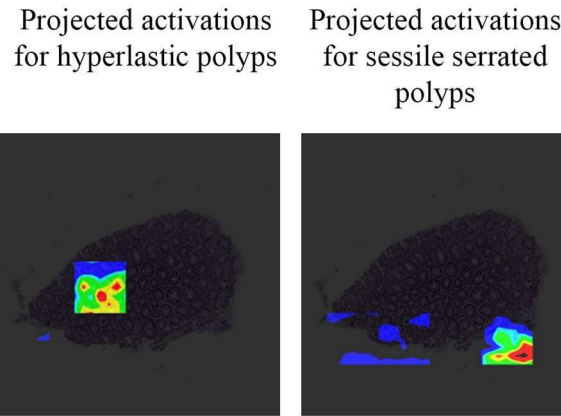 Projected activations
for hyperlastic polyps
Projected activations
for sessile serrated
polyps